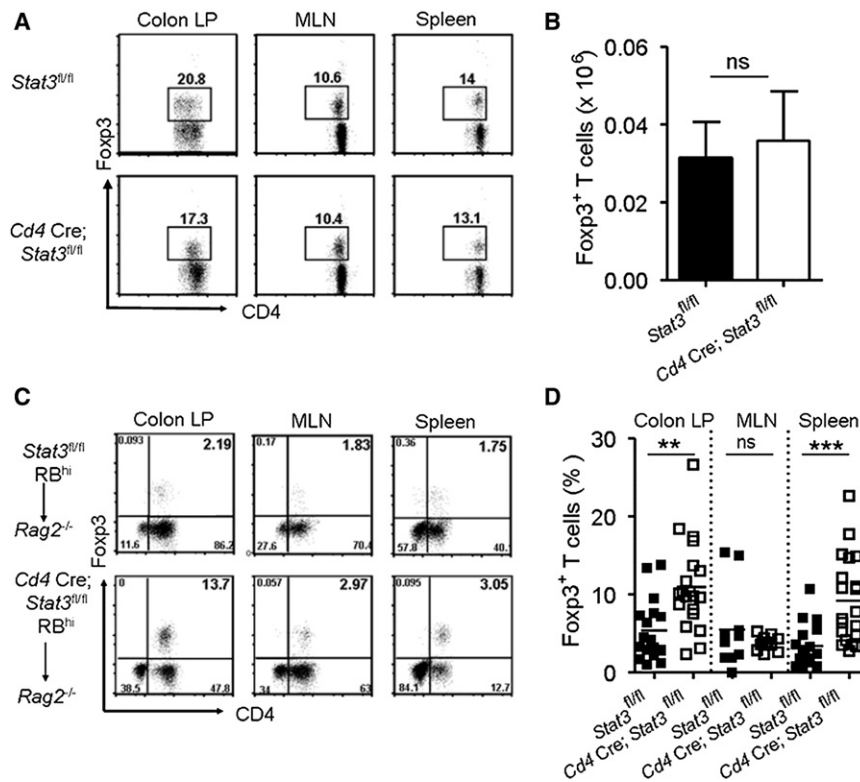 A
Colon LP MLN Spleen
Stat3fl/fl
20.8 10.6 14
Foxp3
Cd4 Cre;
Stat3fl/fl
17.3 10.4 13.1
CD4
B
Foxp3+ T cells (x 10⁶)
0.06
0.04
0.02
0.00
ns
Stat3fl/fl
Cd4 Cre; Stat3fl/fl
C
Colon LP MLN Spleen
Stat3fl/fl
RBhi
Rag2-/-
0.093 2.19 0.17 1.83 0.36 1.75
11.6 86.2 27.6 70.4 57.8 40.1
Foxp3
Cd4 Cre;
Stat3fl/fl
RBhi
Rag2-/-
0 13.7 0.057 2.97 0.095 3.05
38.5 47.8 34 63 84.1 12.7
CD4
D
Colon LP MLN Spleen
** ns ***
Foxp3+ T cells (%)
30
20
10
0
Stat3fl/fl
Cd4 Cre; Stat3fl/fl
Stat3fl/fl
Cd4 Cre; Stat3fl/fl
Stat3fl/fl
Cd4 Cre; Stat3fl/fl